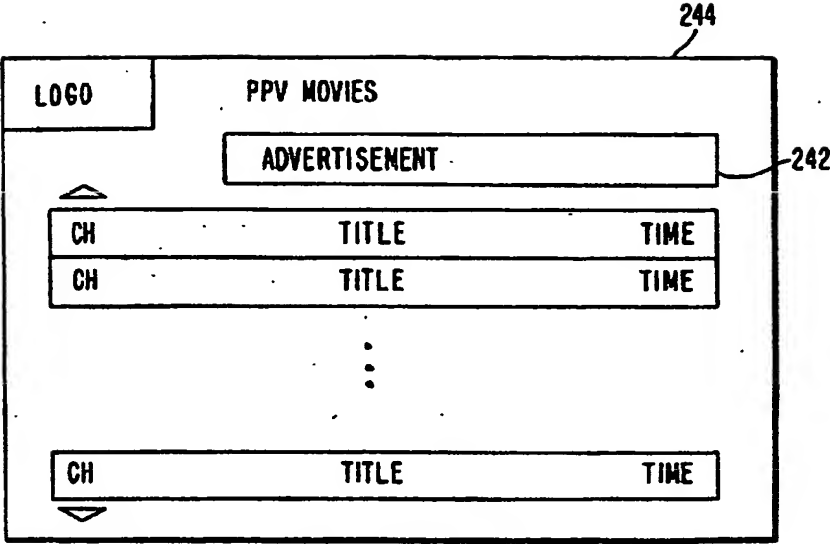 244
LOGO PPV MOVIES
ADVERTISEMENT
242
CH TITLE TIME
CH TITLE TIME
CH TITLE TIME